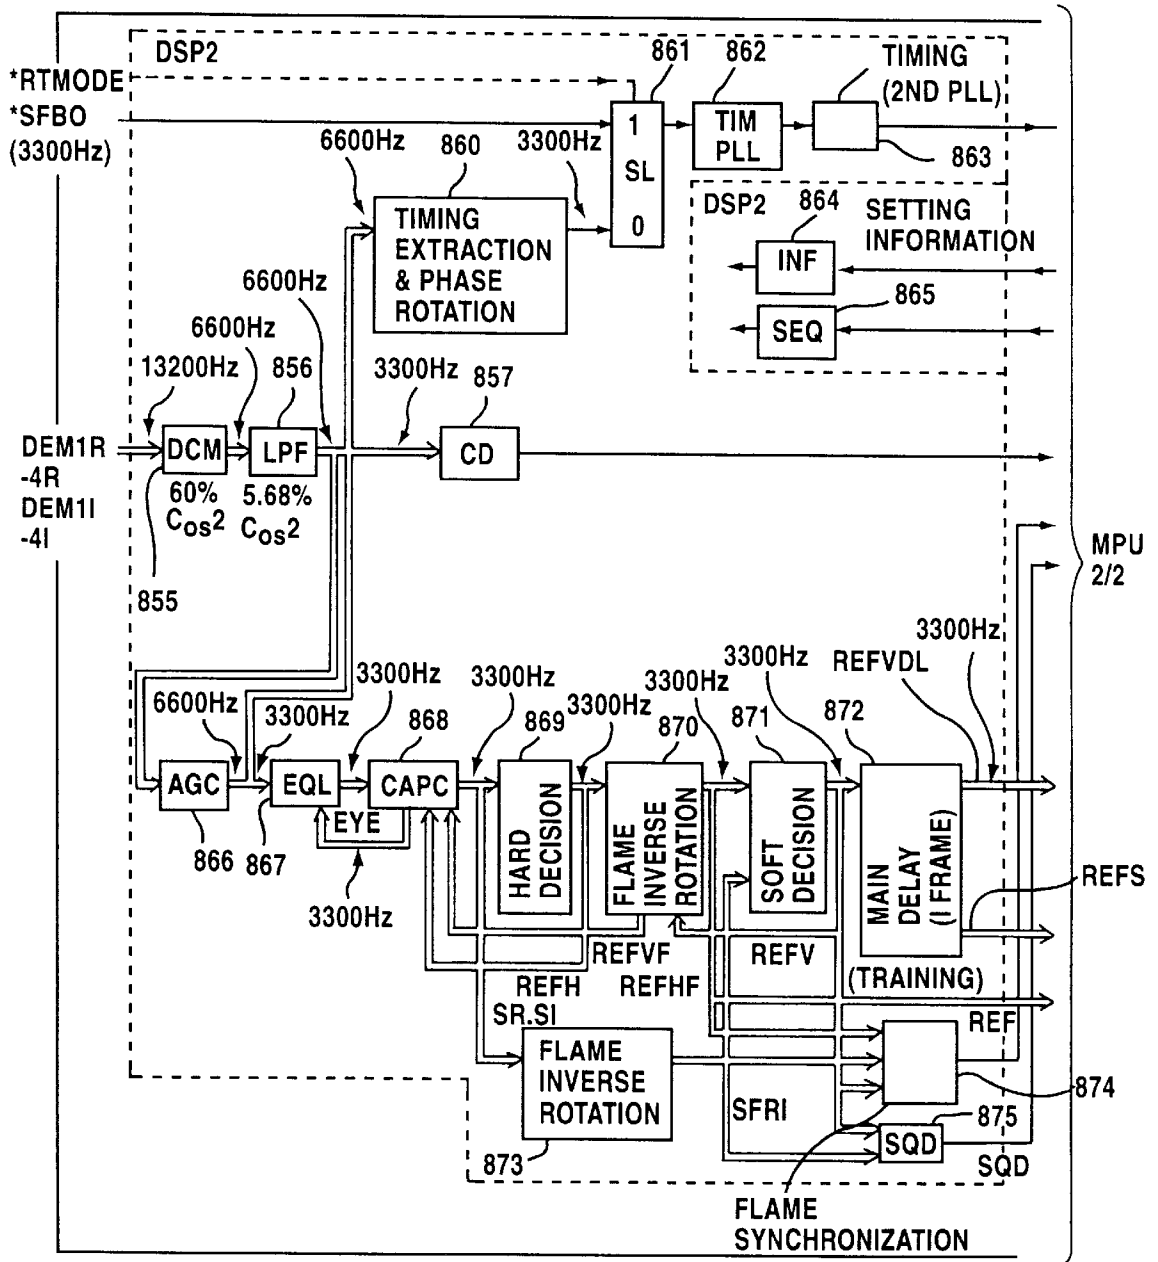 DSP2
861
862
TIMING
(2ND PLL)
*RTMODE
*SFBO
(3300Hz)
1
SL
0
TIM
PLL
863
6600Hz
860
3300Hz
TIMING
EXTRACTION
& PHASE
ROTATION
DSP2
864
SETTING
INFORMATION
INF
865
SEQ
6600Hz
6600Hz
13200Hz
856
3300Hz
857
DEM1R
-4R
DEM1I
-4I
DCM
LPF
CD
60%
Cos2
5.68%
Cos2
855
MPU
2/2
3300Hz
REFVDL
3300Hz
3300Hz
3300Hz
3300Hz
6600Hz
3300Hz
868
869
3300Hz
870
871
872
AGC
EQL
CAPC
HARD
DECISION
FLAME
INVERSE
ROTATION
SOFT
DECISION
MAIN
DELAY
(I FRAME)
EYE
866
867
3300Hz
REFS
REFVF
REFV
REFH
REFHF
(TRAINING)
SR.SI
REF
FLAME
INVERSE
ROTATION
874
SFRI
875
SQD
873
SQD
FLAME
SYNCHRONIZATION